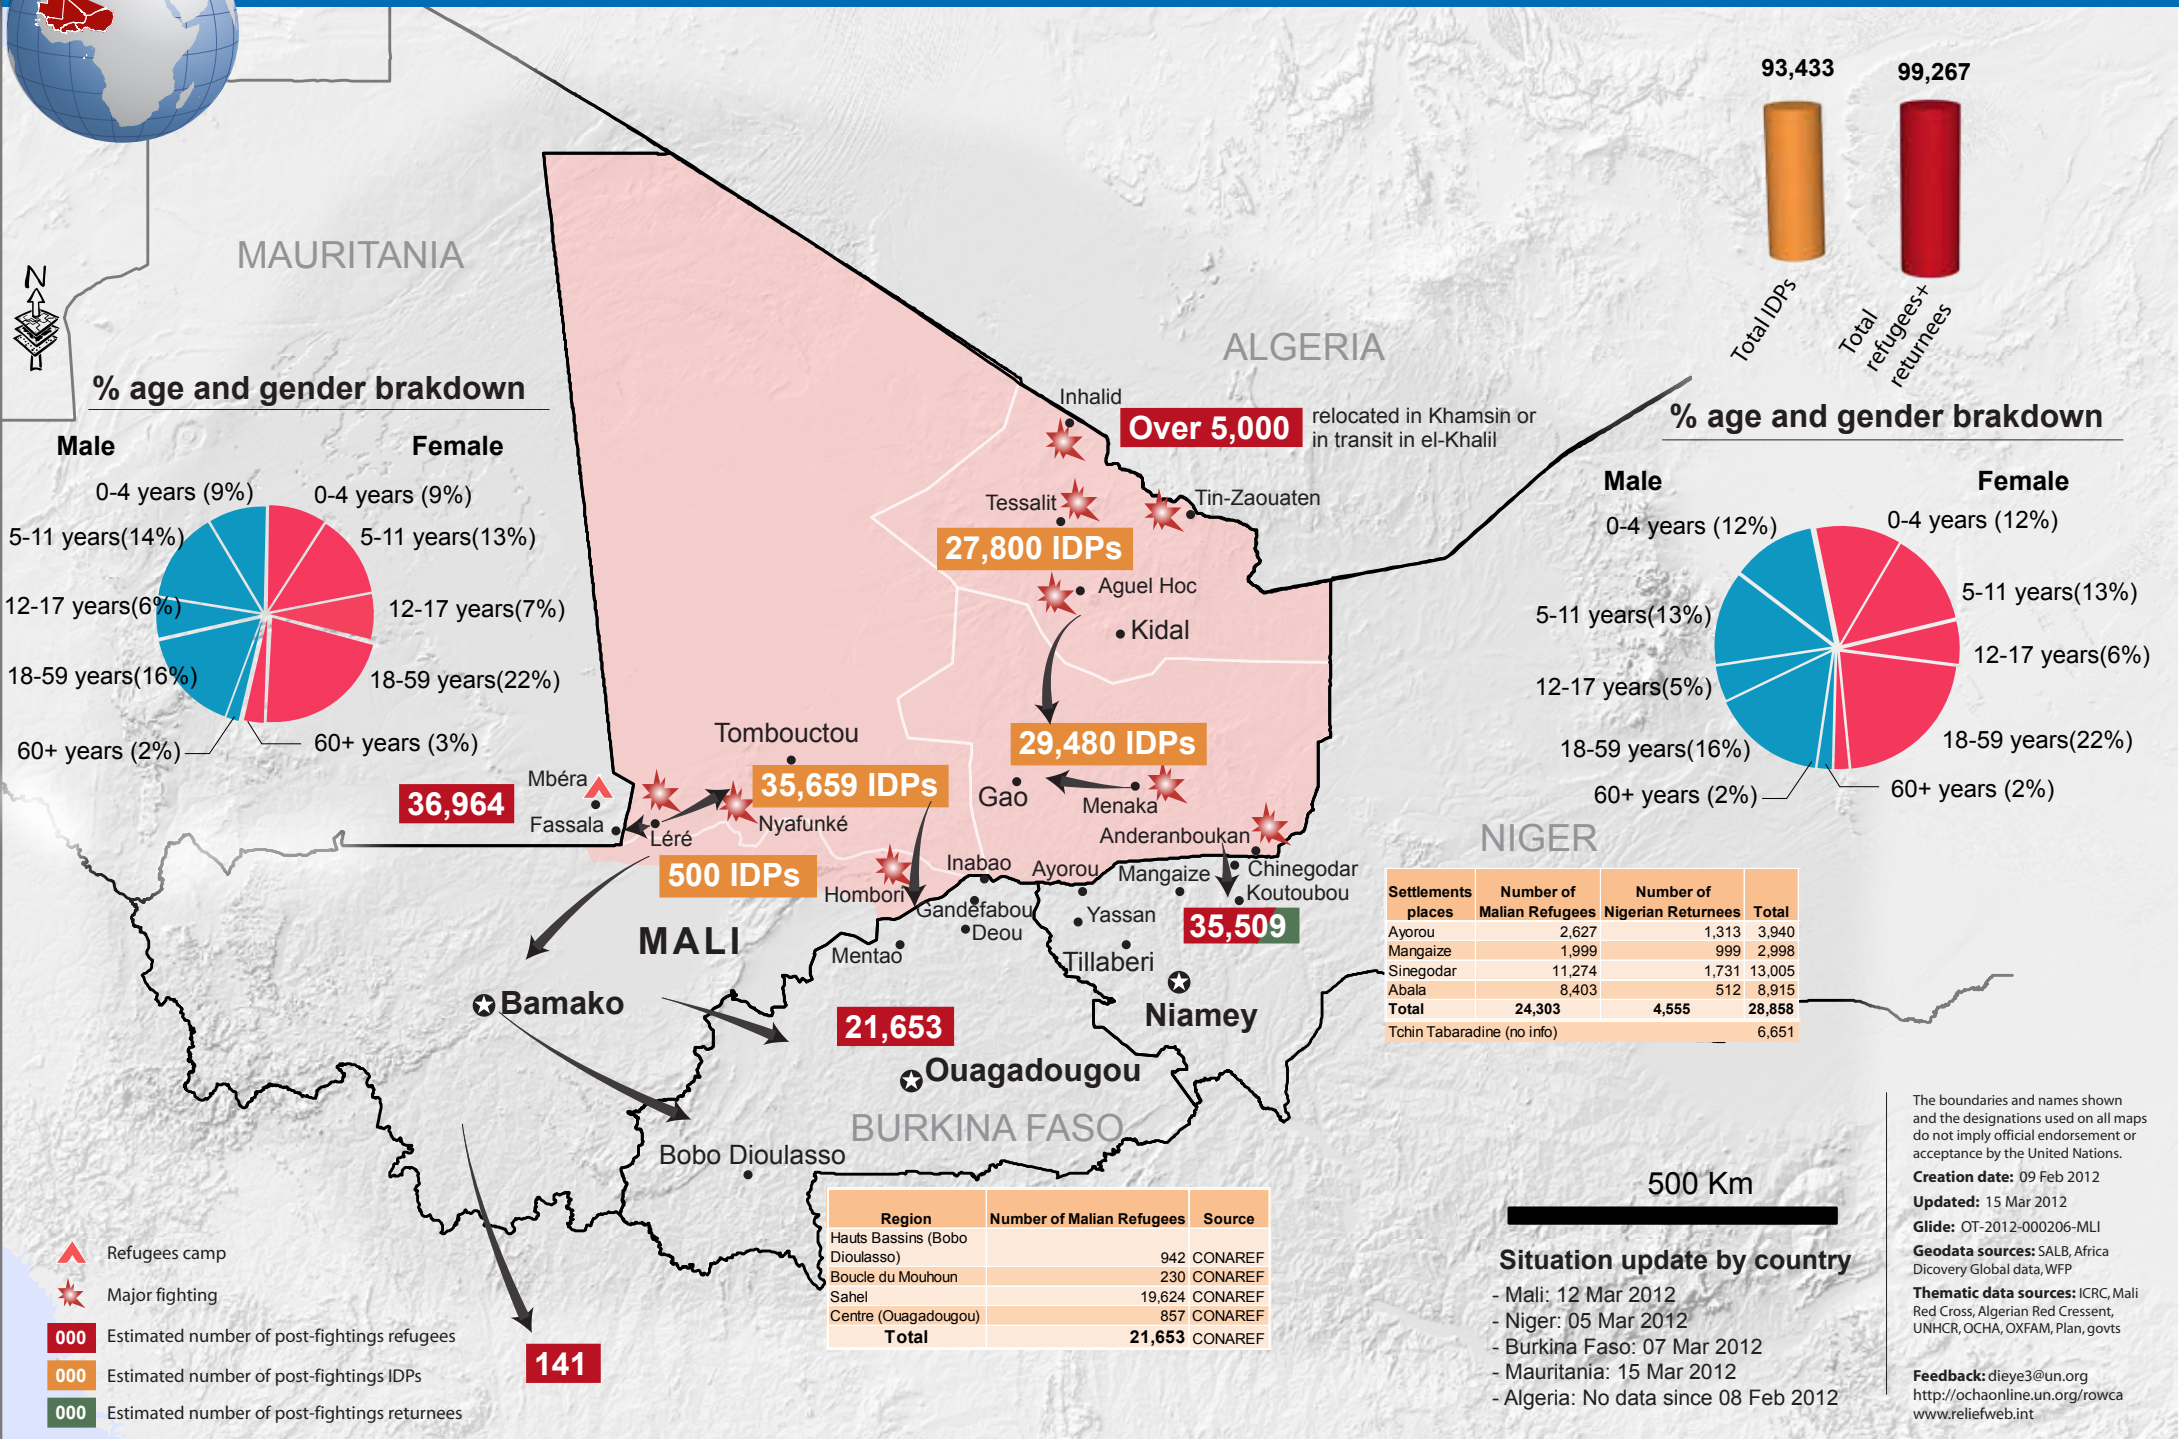 93,433
99,267
Total IDPs
Total
refugees+
returnees
MAURITANIA
ALGERIA
N
% age and gender brakdown
Male
Female
0-4 years (9%)
0-4 years (9%)
5-11 years(14%)
5-11 years(13%)
12-17 years(6%)
12-17 years(7%)
18-59 years(16%)
18-59 years(22%)
60+ years (2%)
60+ years (3%)
Inhalid
Over 5,000
relocated in Khamsin or
in transit in el-Khalil
Tessalit
Tin-Zaouaten
27,800 IDPs
Aguel Hoc
Kidal
% age and gender brakdown
Male
Female
0-4 years (12%)
0-4 years (12%)
5-11 years(13%)
5-11 years(13%)
12-17 years(6%)
12-17 years(5%)
18-59 years(16%)
18-59 years(22%)
60+ years (2%)
60+ years (2%)
Tombouctou
29,480 IDPs
Mbéra
35,659 IDPs
36,964
Gao
Menaka
Fassala
Léré
Nyafunké
Anderanboukan
NIGER
500 IDPs
Hombori
Inabao
Ayorou
Mangaize
Chinegodar
Koutoubou
Gandefabou
Deou
Yassan
35,509
MALI
Mentao
Tillaberi
Niamey
Bamako
21,653
Ouagadougou
BURKINA FASO
Bobo Dioulasso
Settlements places Number of Malian Refugees Number of Nigerian Returnees Total
Ayorou 2,627 1,313 3,940
Mangaize 1,999 999 2,998
Sinegodar 11,274 1,731 13,005
Abala 8,403 512 8,915
Total 24,303 4,555 28,858
Tchin Tabaradine (no info) 6,651
Region Number of Malian Refugees Source
Hauts Bassins (Bobo
Dioulasso) 942 CONAREF
Boucle du Mouhoun 230 CONAREF
Sahel 19,624 CONAREF
Centre (Ouagadougou) 857 CONAREF
Total 21,653 CONAREF
141
Refugees camp
Major fighting
000 Estimated number of post-fightings refugees
000 Estimated number of post-fightings IDPs
000 Estimated number of post-fightings returnees
500 Km
Situation update by country
- Mali: 12 Mar 2012
- Niger: 05 Mar 2012
- Burkina Faso: 07 Mar 2012
- Mauritania: 15 Mar 2012
- Algeria: No data since 08 Feb 2012
The boundaries and names shown
and the designations used on all maps
do not imply official endorsement or
acceptance by the United Nations.
Creation date: 09 Feb 2012
Updated: 15 Mar 2012
Glide: OT-2012-000206-MLI
Geodata sources: SALB, Africa
Dicovery Global data, WFP
Thematic data sources: ICRC, Mali
Red Cross, Algerian Red Cressent,
UNHCR, OCHA, OXFAM, Plan, govts
Feedback: dieye3@un.org
http://ochaonline.un.org/rowca
www.reliefweb.int